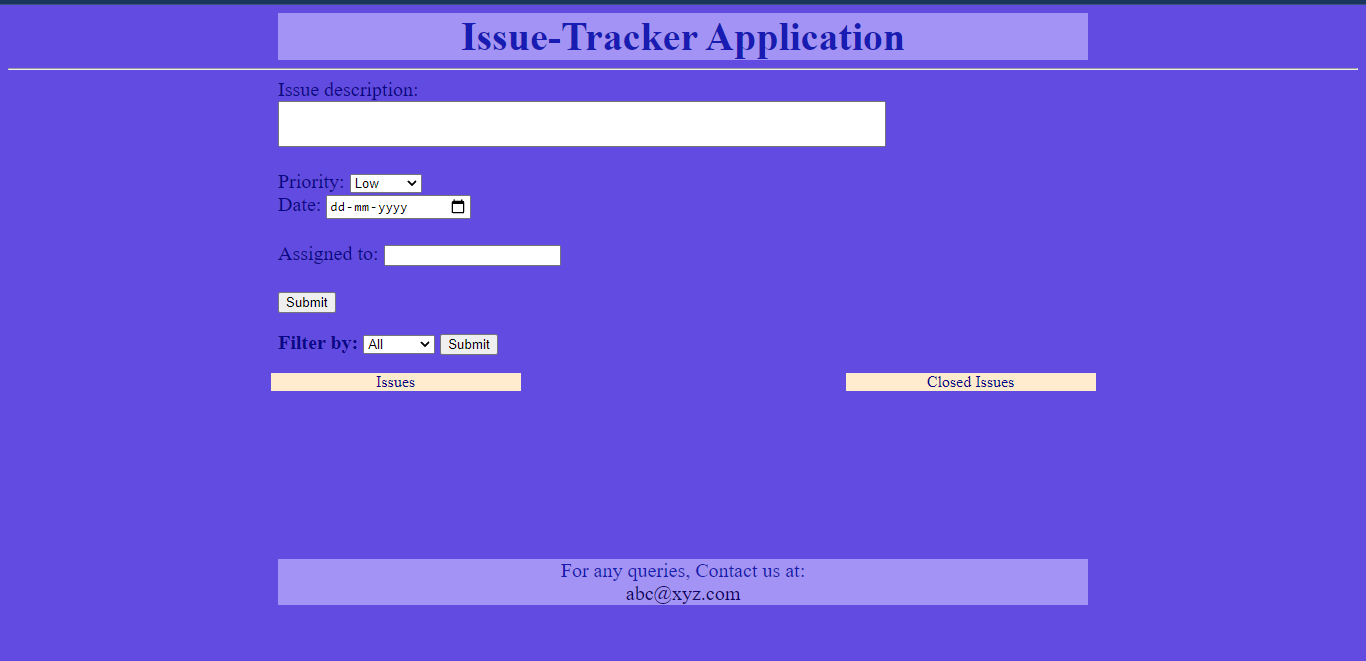 Issue-Tracker Application
Issue description:
Priority: Low
Date: dd-mm-yyyy
Assigned to:
Submit
Filter by: All Submit
Issues
Closed Issues
For any queries, Contact us at:
abc@xyz.com